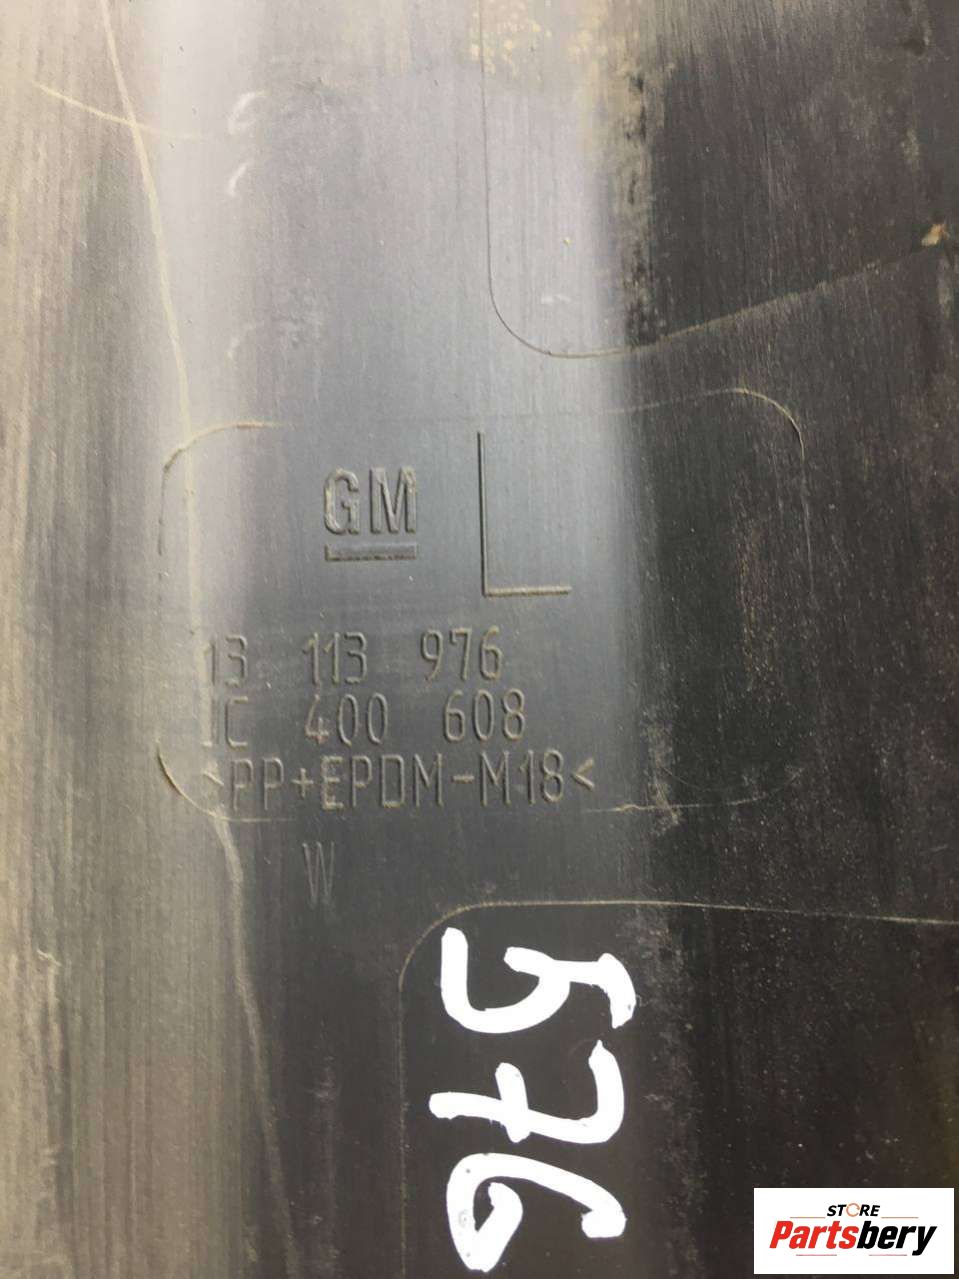 GM L
13 113 976
IC 400 608
>PP+EPDM-M18<
W
576
STORE
Partsbery